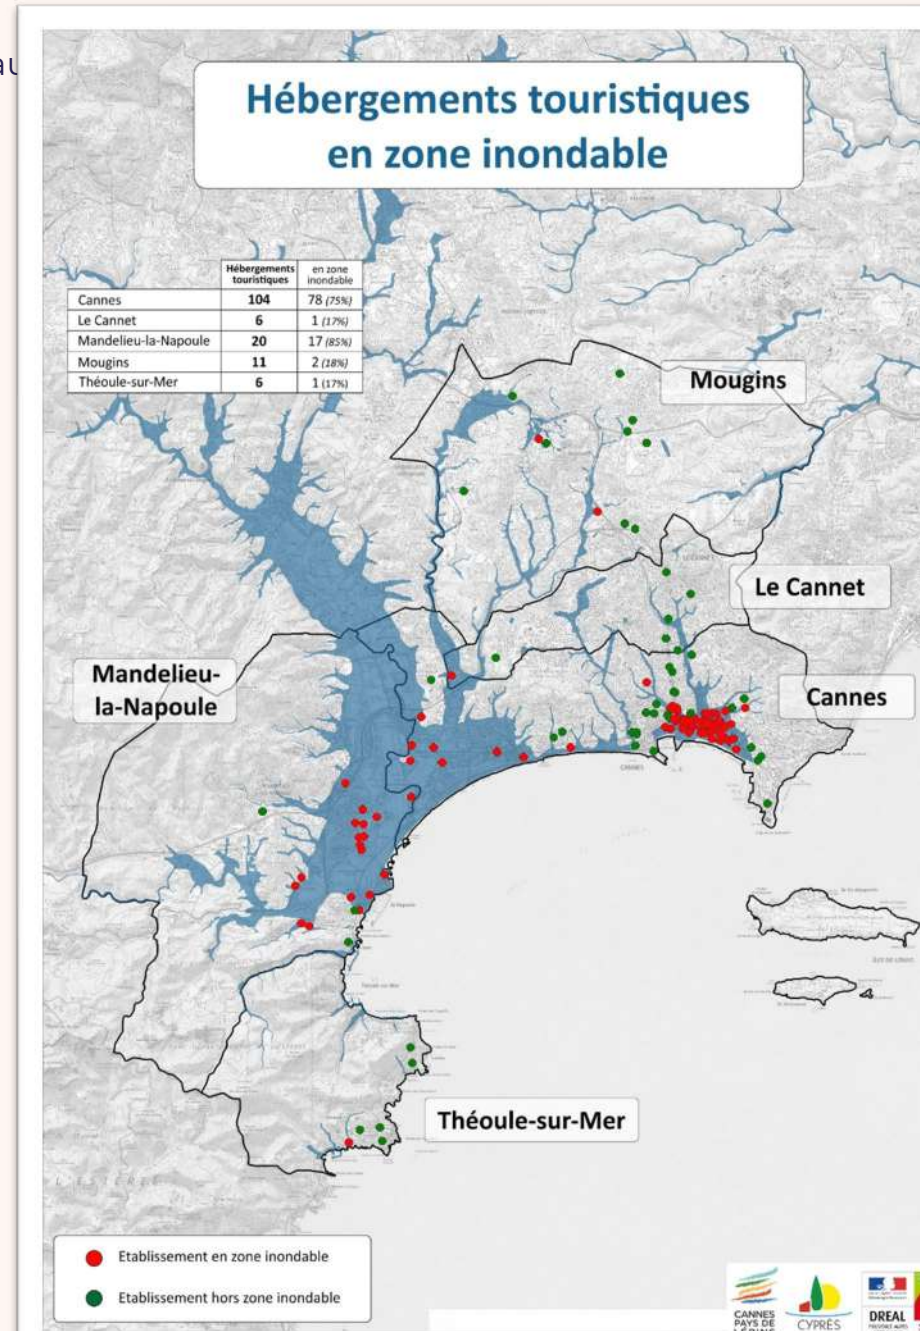 au
Hébergements touristiques
en zone inondable
Hébergements touristiques en zone inondable
Cannes 104 78 (75%)
Le Cannet 6 1 (17%)
Mandelieu-la-Napoule 20 17 (85%)
Mougins 11 2 (18%)
Théoule-sur-Mer 6 1 (17%)
Mougins
Le Cannet
Mandelieu-
la-Napoule
Cannes
CANNES
Théoule-sur-Mer
Etablissement en zone inondable
Etablissement hors zone inondable
CANNES
PAYS DE
LÉRINS
CYPRÈS
DREAL